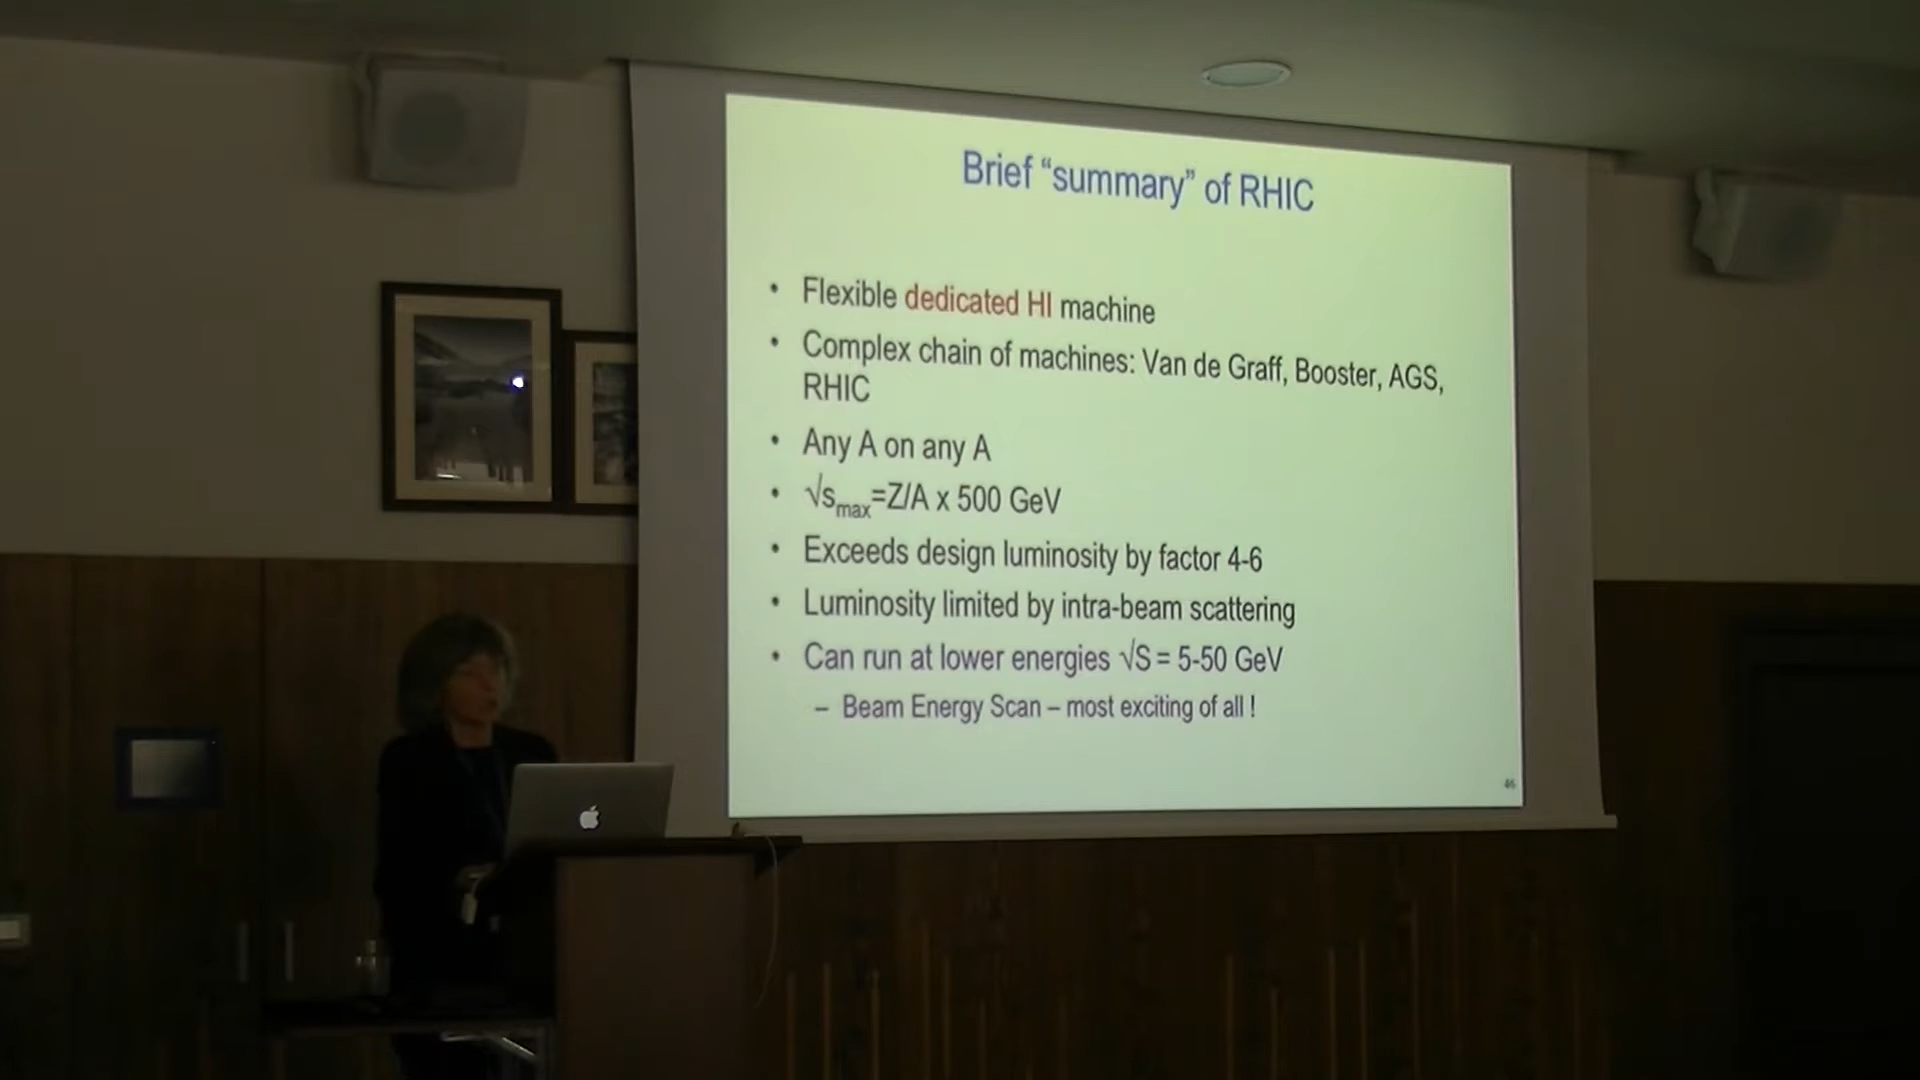 Brief “summary” of RHIC
• Flexible dedicated HI machine
• Complex chain of machines: Van de Graff, Booster, AGS,
RHIC
• Any A on any A
• √smax=Z/A x 500 GeV
• Exceeds design luminosity by factor 4-6
• Luminosity limited by intra-beam scattering
• Can run at lower energies √S = 5-50 GeV
– Beam Energy Scan – most exciting of all !
46